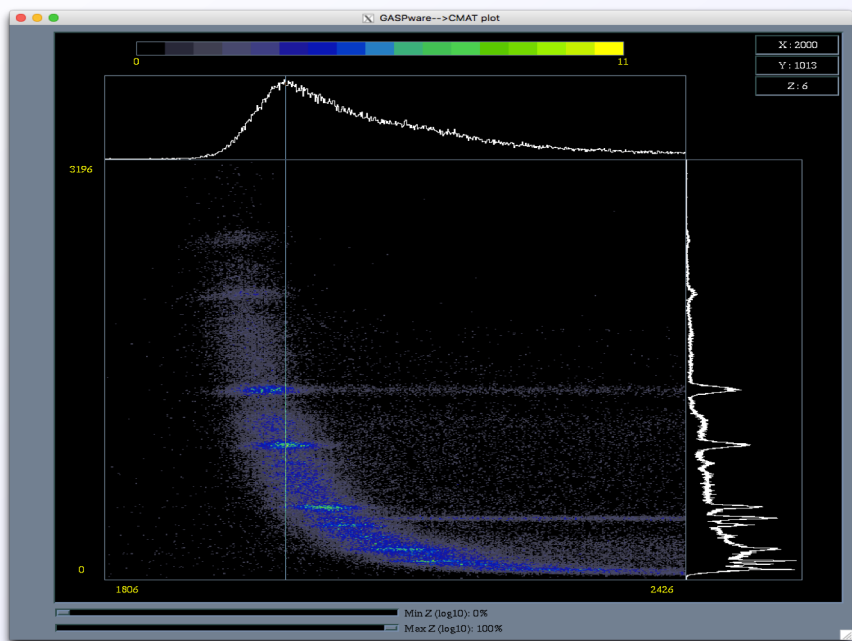 GASPware-->CMAT plot
X : 2000
Y : 1013
Z : 6
0
11
3196
0
1806
2426
Min Z (log10): 0%
Max Z (log10): 100%